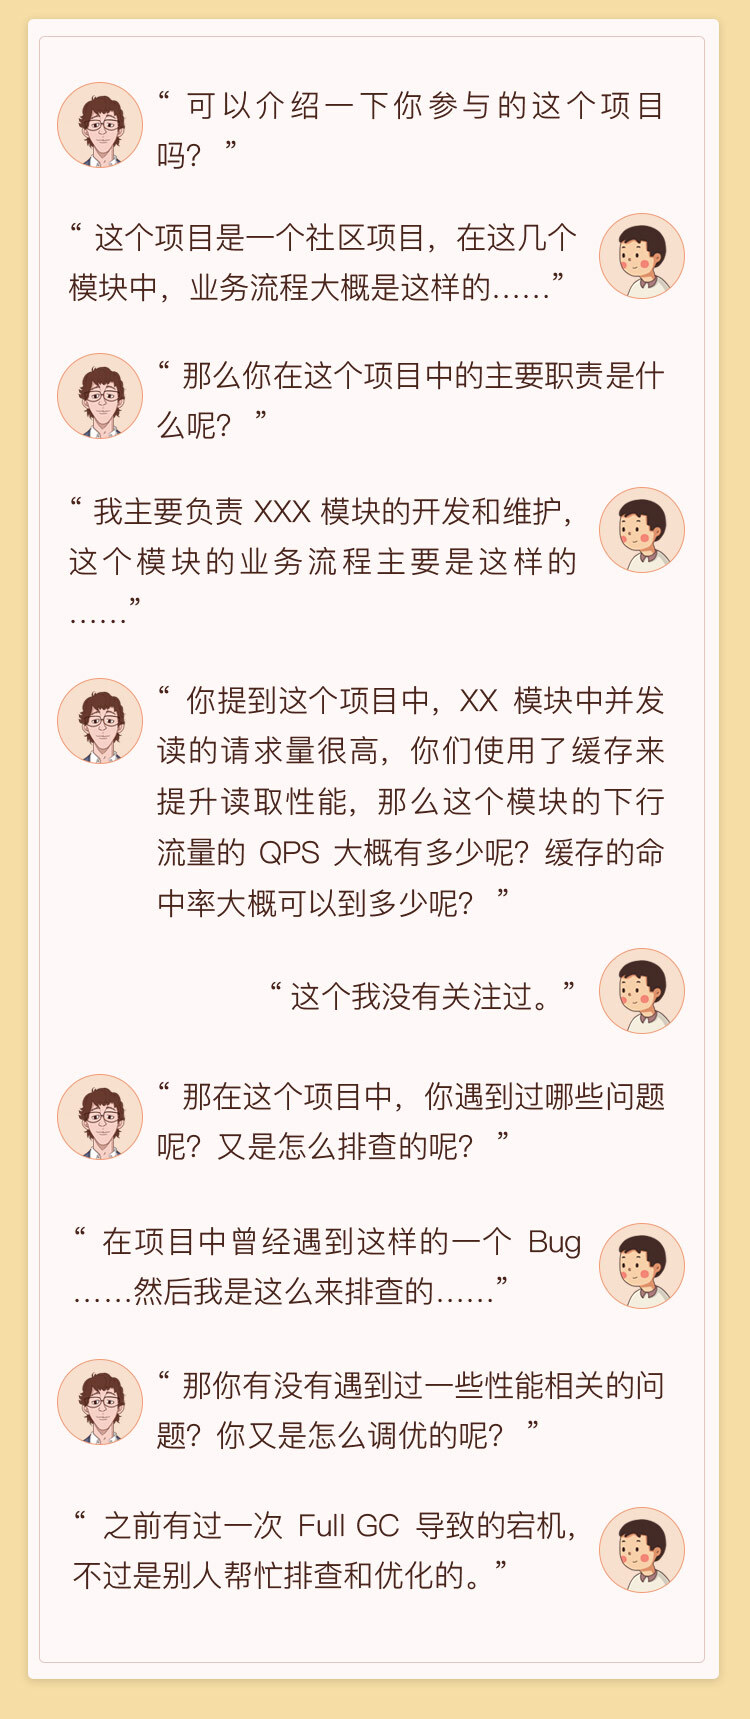 “ 可以介绍一下你参与的这个项目
吗？ ”
“ 这个项目是一个社区项目，在这几个
模块中，业务流程大概是这样的……”
“ 那么你在这个项目中的主要职责是什
么呢？ ”
“ 我主要负责 XXX 模块的开发和维护，
这个模块的业务流程主要是这样的
……”
“ 你提到这个项目中，XX 模块中并发
读的请求量很高，你们使用了缓存来
提升读取性能，那么这个模块的下行
流量的 QPS 大概有多少呢？缓存的命
中率大概可以到多少呢？ ”
“ 这个我没有关注过。”
“ 那在这个项目中，你遇到过哪些问题
呢？又是怎么排查的呢？ ”
“ 在项目中曾经遇到这样的一个 Bug
……然后我是这么来排查的……”
“ 那你有没有遇到过一些性能相关的问
题？你又是怎么调优的呢？ ”
“ 之前有过一次 Full GC 导致的宕机，
不过是别人帮忙排查和优化的。”